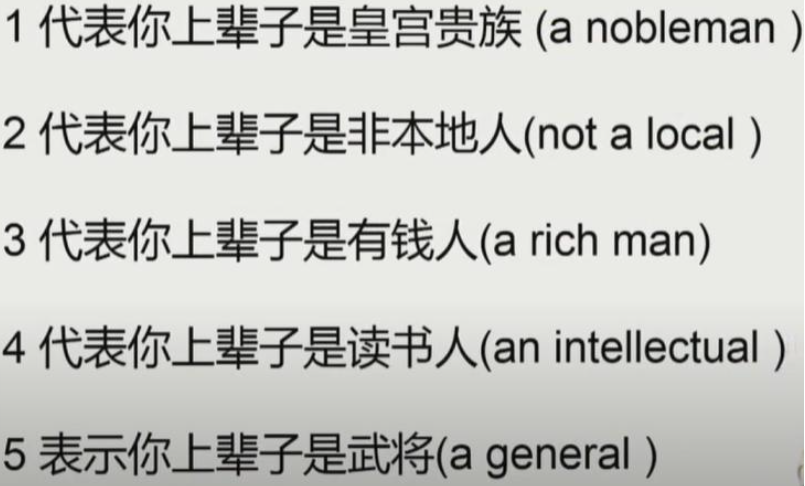 1 代表你上辈子是皇宫贵族 (a nobleman )
2 代表你上辈子是非本地人(not a local )
3 代表你上辈子是有钱人(a rich man)
4 代表你上辈子是读书人(an intellectual )
5 表示你上辈子是武将(a general )